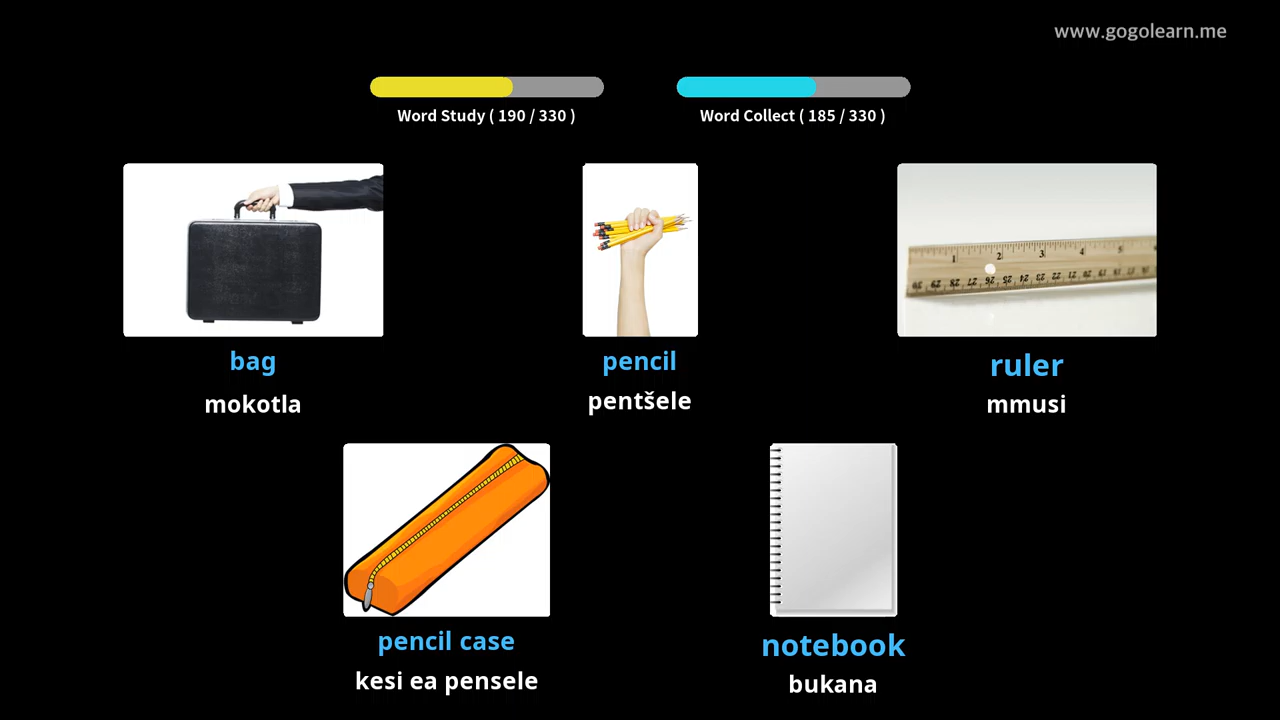 www.gogolearn.me
Word Study ( 190 / 330 )
Word Collect ( 185 / 330 )
bag
mokotla
pencil
pentšele
ruler
mmusi
pencil case
kesi ea pensele
notebook
bukana